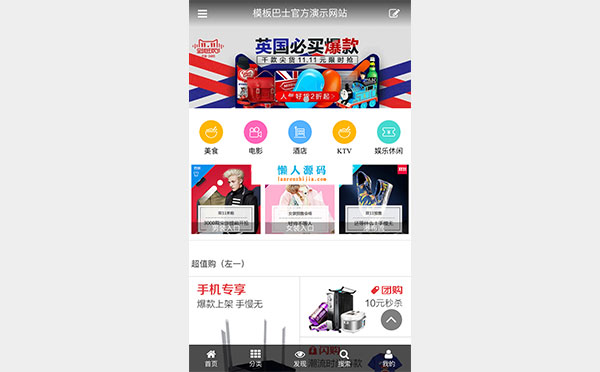 模板巴士官方演示网站
11.11
英国必买爆款
千款尖货11.11元限时抢
人气好货2折起>
美食
电影
酒店
KTV
娱乐休闲
懒人源码
lanrenzhijia.com
男装入口
女装入口
超值购（左一）
手机专享
爆款上架 手慢无
团购
10元秒杀
闪购
潮流时尚爆款
首页
分类
发现
搜索
我的